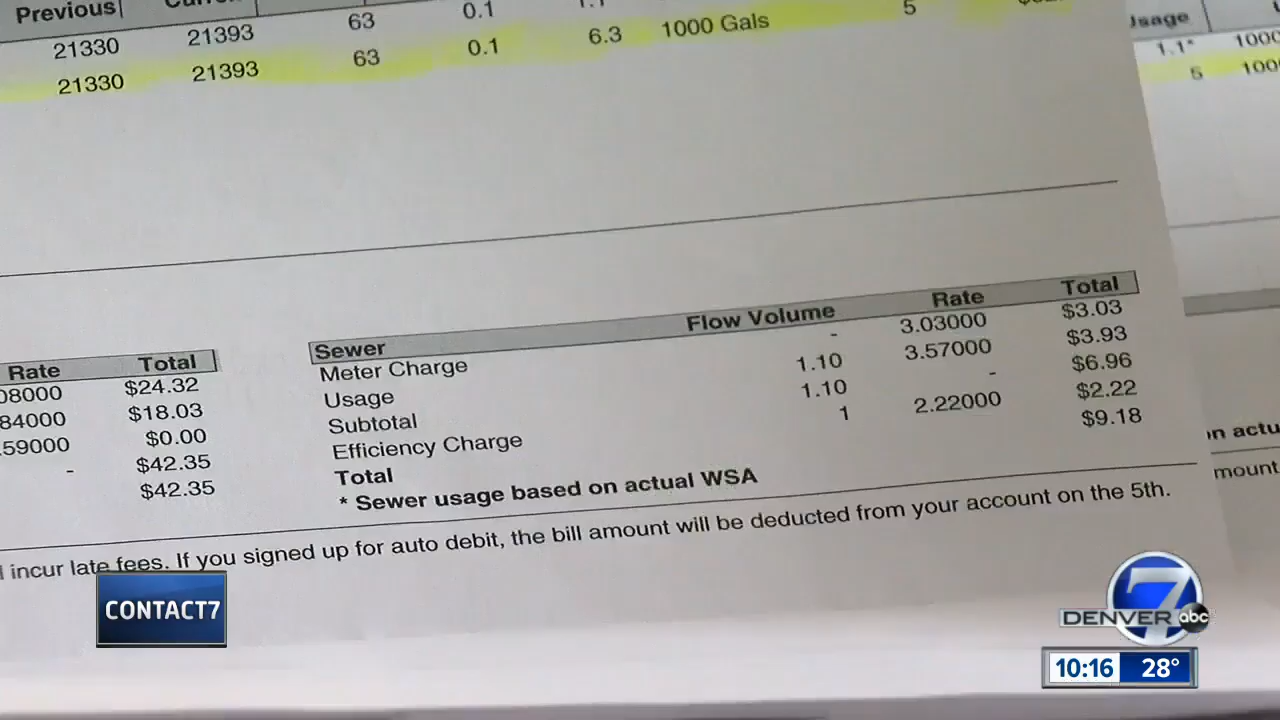 Previous
21330 21393 63 0.1
21330 21393 63 0.1 6.3 1000 Gals 5
Usage
1.1*
5
Rate Total
08000 $24.32
84000 $18.03
.59000 $0.00
- $42.35
$42.35
Sewer Flow Volume Rate Total
Meter Charge - 3.03000 $3.03
Usage 1.10 3.57000 $3.93
Subtotal 1.10 - $6.96
Efficiency Charge 1 2.22000 $2.22
Total $9.18
* Sewer usage based on actual WSA
incur late fees. If you signed up for auto debit, the bill amount will be deducted from your account on the 5th.
CONTACT7
7
DENVER abc
10:16 28°